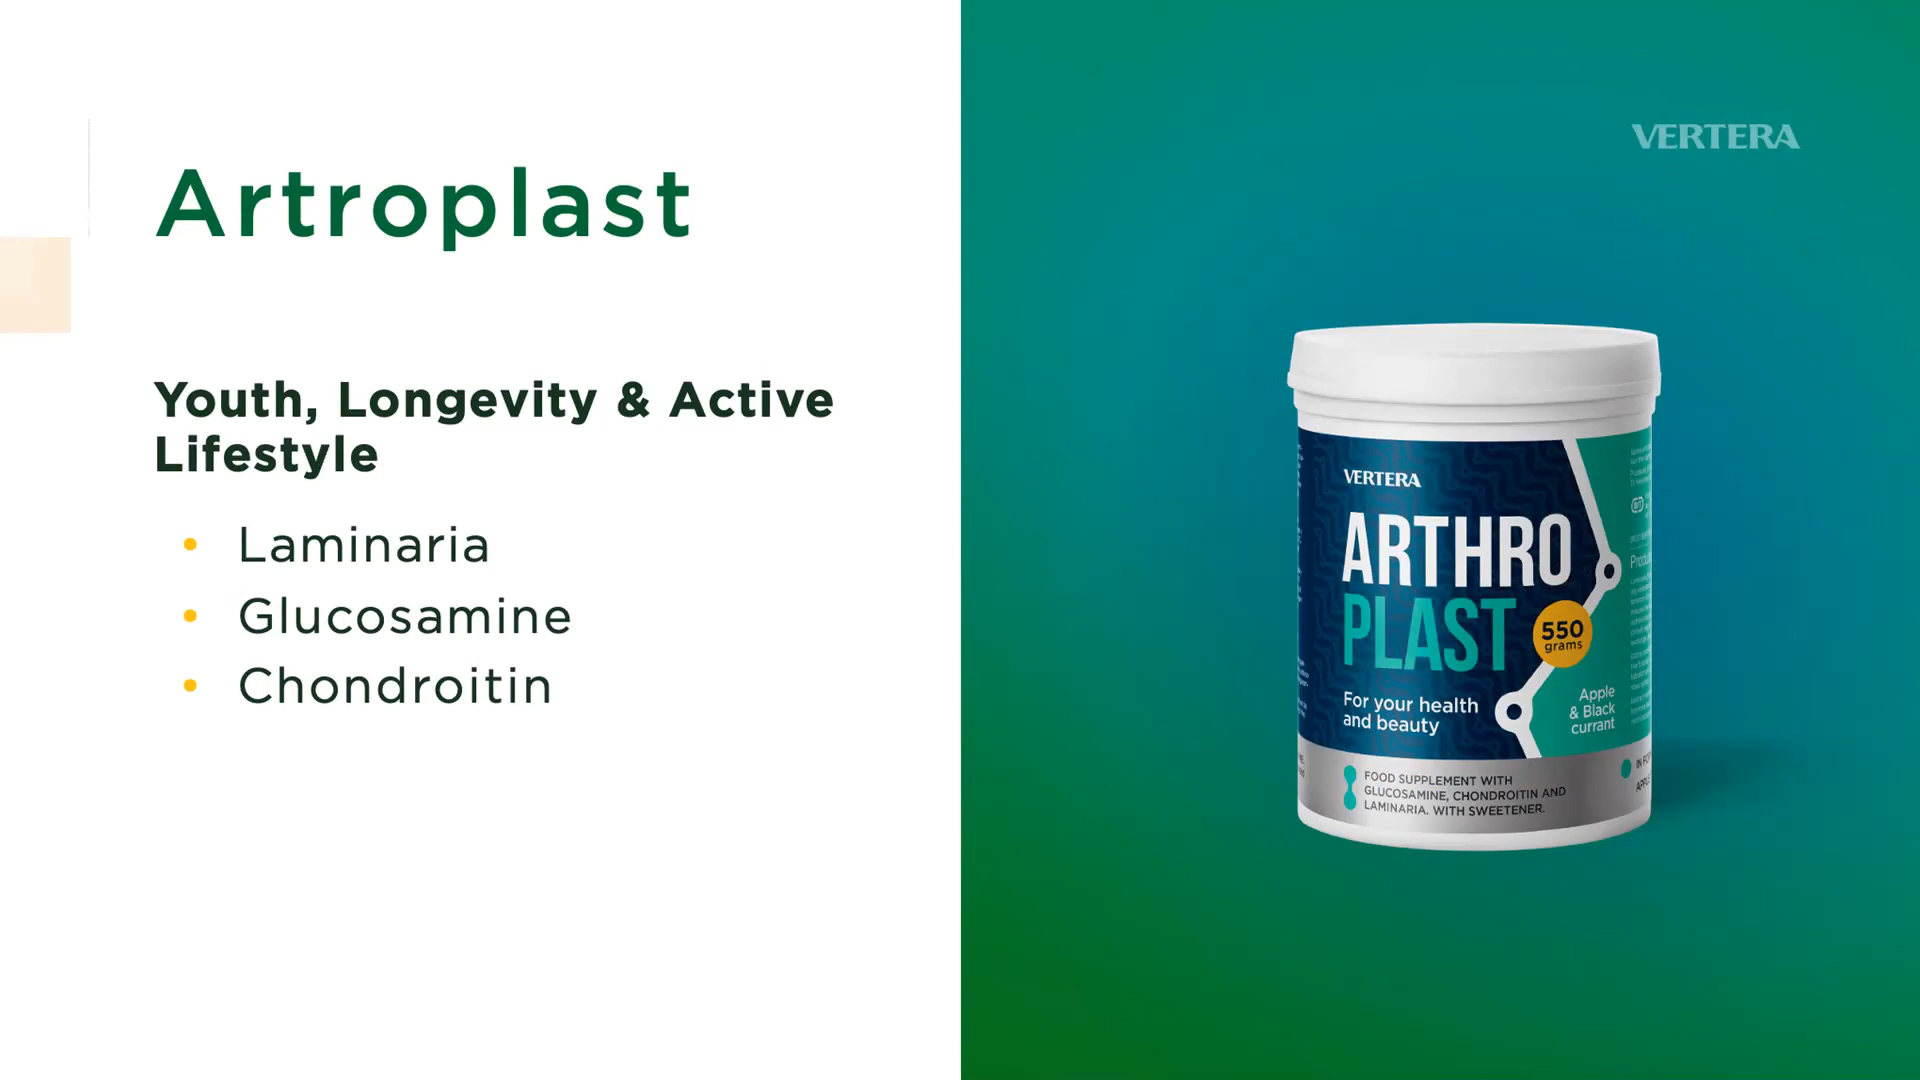 Artroplast
Youth, Longevity & Active
Lifestyle
• Laminaria
• Glucosamine
• Chondroitin
VERTERA
VERTERA
ARTHRO
PLAST
550
grams
For your health
and beauty
Apple
& Black
currant
FOOD SUPPLEMENT WITH
GLUCOSAMINE, CHONDROITIN AND
LAMINARIA. WITH SWEETENER.